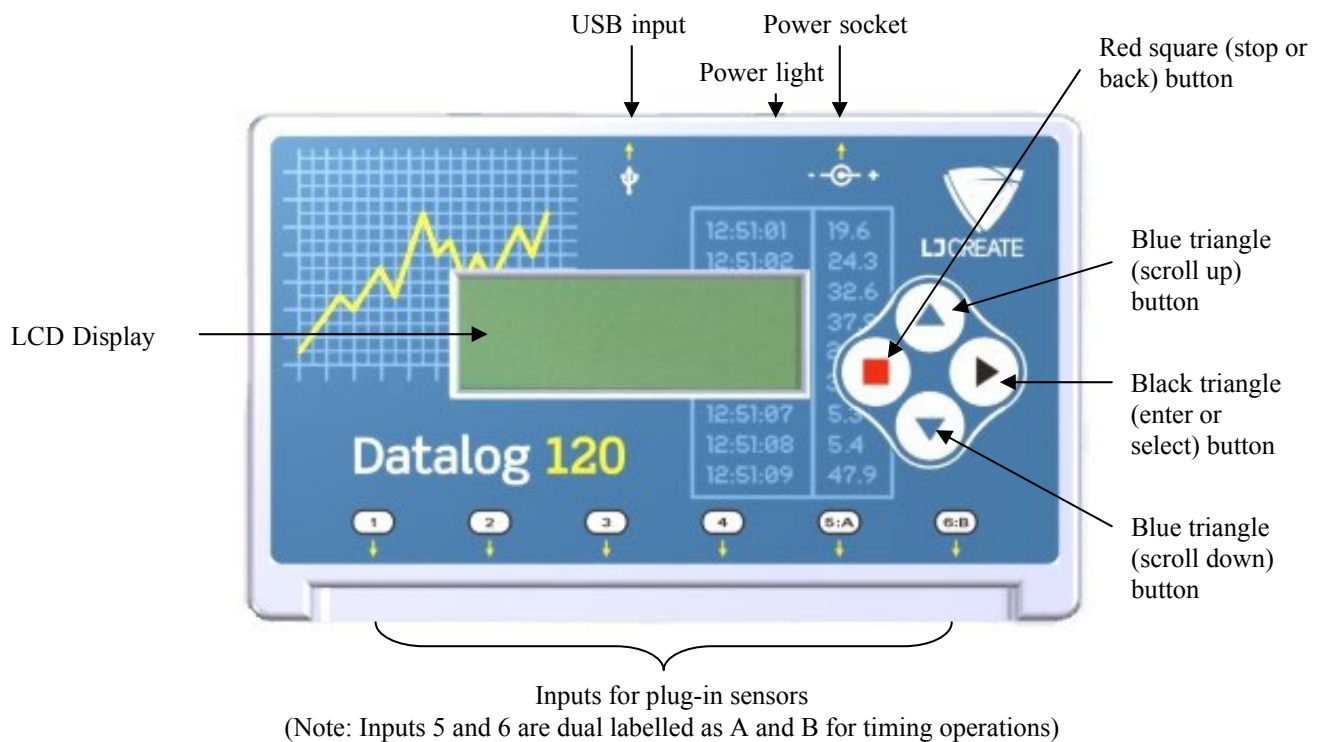 USB input
Power socket
Power light
Red square (stop or
back) button
12:51:01 19.6
12:51:02 24.3
32.6
LJCREATE
Blue triangle
(scroll up)
button
LCD Display
Black triangle
(enter or
select) button
12:51:07 5.3
12:51:08 5.4
12:51:09 47.9
Datalog 120
1 2 3 4 5:A 6:B
Blue triangle
(scroll down)
button
Inputs for plug-in sensors
(Note: Inputs 5 and 6 are dual labelled as A and B for timing operations)